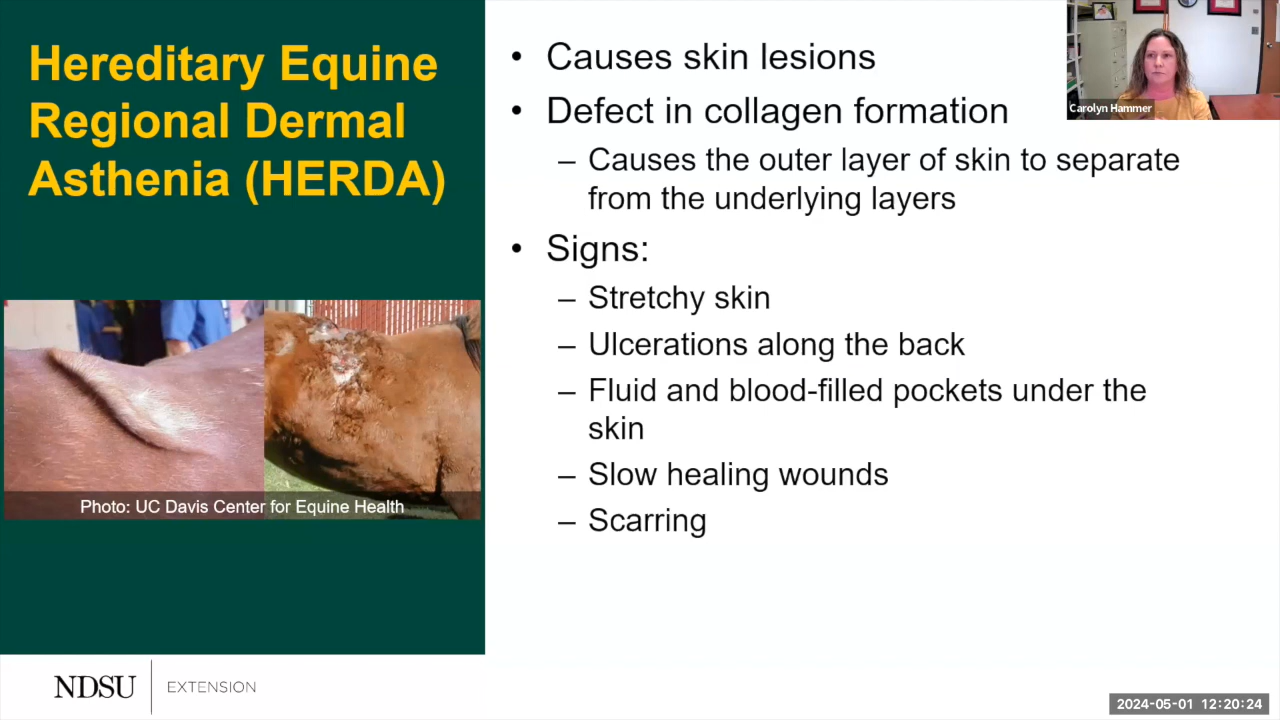 Hereditary Equine
Regional Dermal
Asthenia (HERDA)
Photo: UC Davis Center for Equine Health
• Causes skin lesions
• Defect in collagen formation
– Causes the outer layer of skin to separate
from the underlying layers
• Signs:
– Stretchy skin
– Ulcerations along the back
– Fluid and blood-filled pockets under the
skin
– Slow healing wounds
– Scarring
Carolyn Hammer
NDSU
EXTENSION
2024-05-01 12:20:24